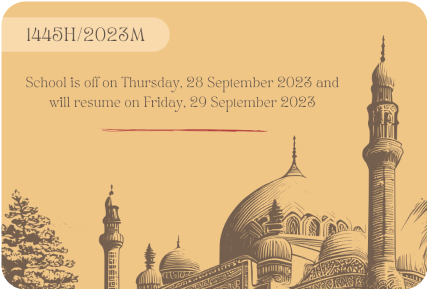 1445H/2023M
School is off on Thursday, 28 September 2023 and
will resume on Friday, 29 September 2023